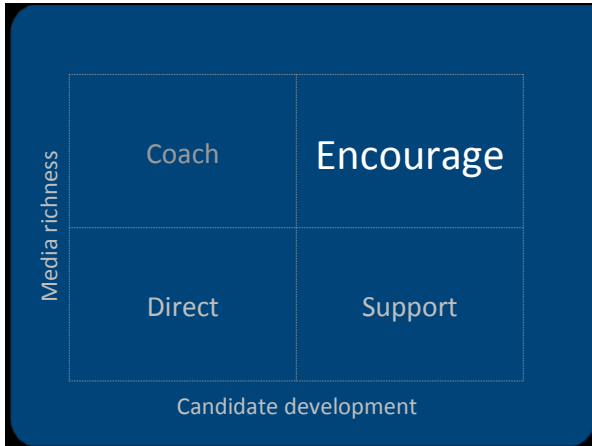 Coach
Encourage
Media richness
Direct
Support
Candidate development